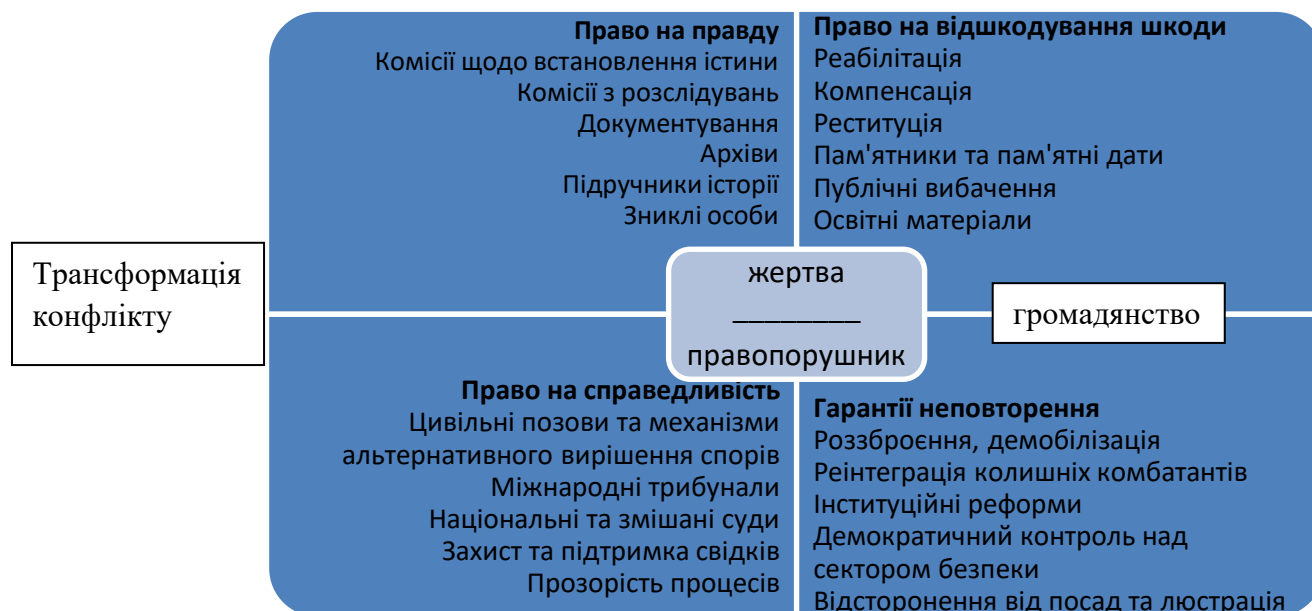 Право на правду
Комісії щодо встановлення істини
Комісії з розслідувань
Документування
Архіви
Підручники історії
Зниклі особи
Право на відшкодування шкоди
Реабілітація
Компенсація
Реституція
Пам'ятники та пам'ятні дати
Публічні вибачення
Освітні матеріали
Трансформація
конфлікту
жертва
________
правопорушник
громадянство
Право на справедливість
Цивільні позови та механізми
альтернативного вирішення спорів
Міжнародні трибунали
Національні та змішані суди
Захист та підтримка свідків
Прозорість процесів
Гарантії неповторення
Роззброєння, демобілізація
Реінтеграція колишніх комбатантів
Інституційні реформи
Демократичний контроль над
сектором безпеки
Відсторонення від посад та люстрація